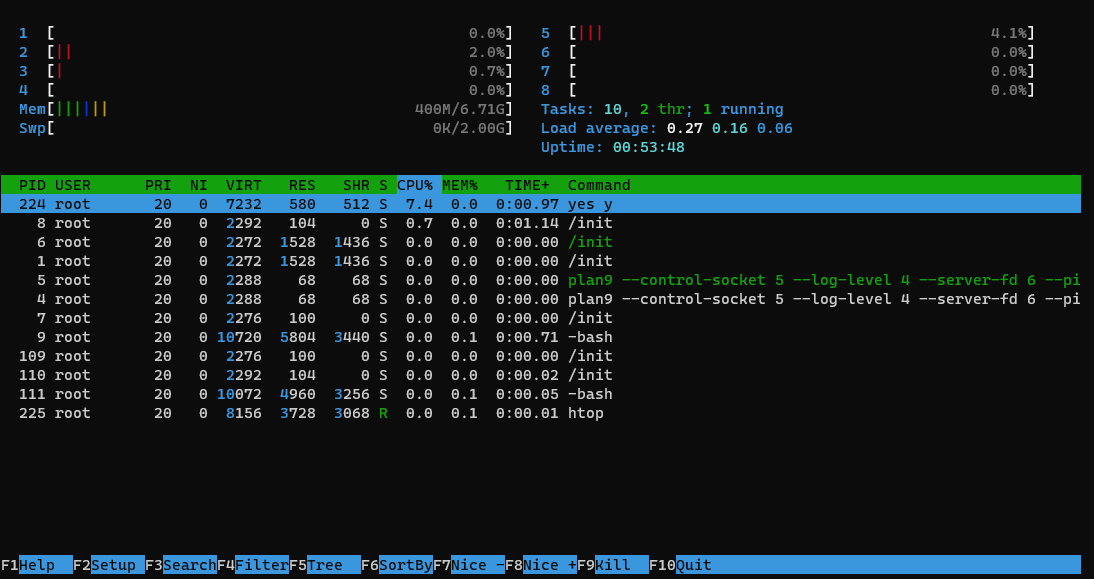 1 [ 0.0%] 5 [||| 4.1%]
2 [|| 2.0%] 6 [ 0.0%]
3 [| 0.7%] 7 [ 0.0%]
4 [ 0.0%] 8 [ 0.0%]
Mem[|||||| 400M/6.71G] Tasks: 10, 2 thr; 1 running
Swp[ 0K/2.00G] Load average: 0.27 0.16 0.06
Uptime: 00:53:48
PID USER PRI NI VIRT RES SHR S CPU% MEM% TIME+ Command
224 root 20 0 7232 580 512 S 7.4 0.0 0:00.97 yes y
8 root 20 0 2292 104 0 S 0.7 0.0 0:01.14 /init
6 root 20 0 2272 1528 1436 S 0.0 0.0 0:00.00 /init
1 root 20 0 2272 1528 1436 S 0.0 0.0 0:00.00 /init
5 root 20 0 2288 68 68 S 0.0 0.0 0:00.00 plan9 --control-socket 5 --log-level 4 --server-fd 6 --pi
4 root 20 0 2288 68 68 S 0.0 0.0 0:00.00 plan9 --control-socket 5 --log-level 4 --server-fd 6 --pi
7 root 20 0 2276 100 0 S 0.0 0.0 0:00.00 /init
9 root 20 0 10720 5804 3440 S 0.0 0.1 0:00.71 -bash
109 root 20 0 2276 100 0 S 0.0 0.0 0:00.00 /init
110 root 20 0 2292 104 0 S 0.0 0.0 0:00.02 /init
111 root 20 0 10072 4960 3256 S 0.0 0.1 0:00.05 -bash
225 root 20 0 8156 3728 3068 R 0.0 0.1 0:00.01 htop
F1Help F2Setup F3SearchF4FilterF5Tree F6SortByF7Nice -F8Nice +F9Kill F10Quit